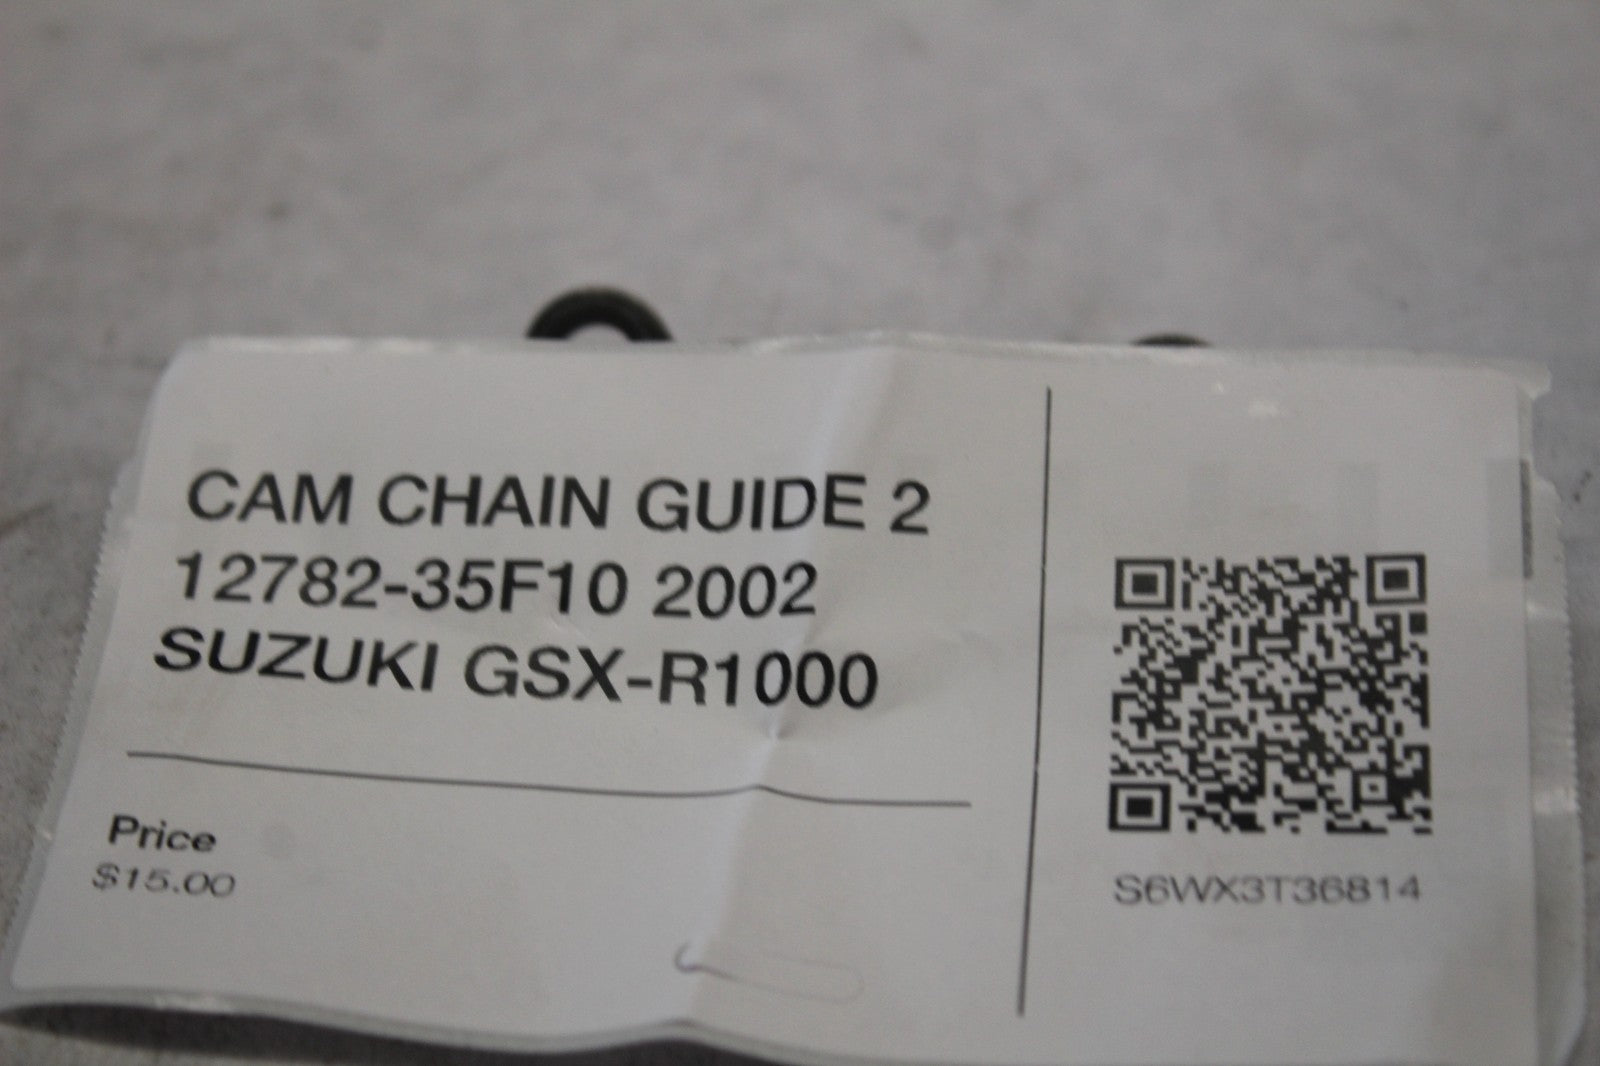 CAM CHAIN GUIDE 2
12782-35F10 2002
SUZUKI GSX-R1000
Price
$15.00
S6WX3T36814